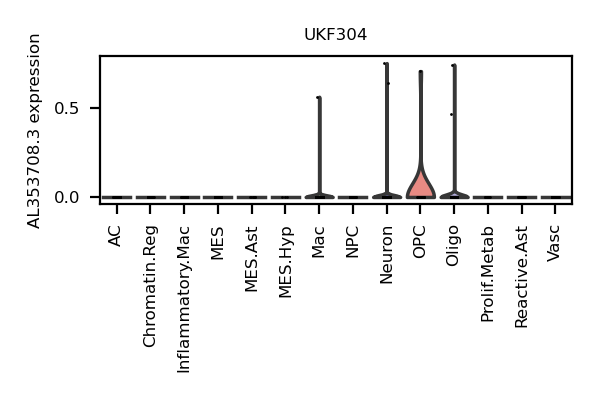 UKF304
AL353708.3 expression
0.5
0.0
AC
Chromatin.Reg
Inflammatory.Mac
MES
MES.Ast
MES.Hyp
Mac
NPC
Neuron
OPC
Oligo
Prolif.Metab
Reactive.Ast
Vasc